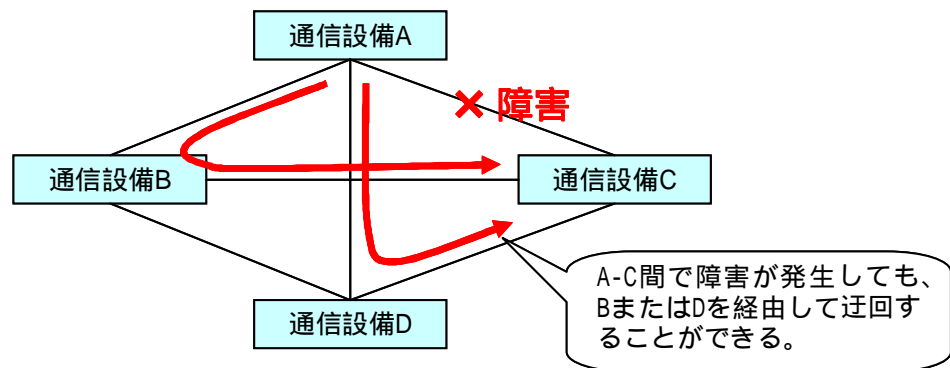 通信設備A
× 障害
通信設備B
通信設備C
通信設備D
A-C間で障害が発生しても、
BまたはDを経由して迂回す
ることができる。